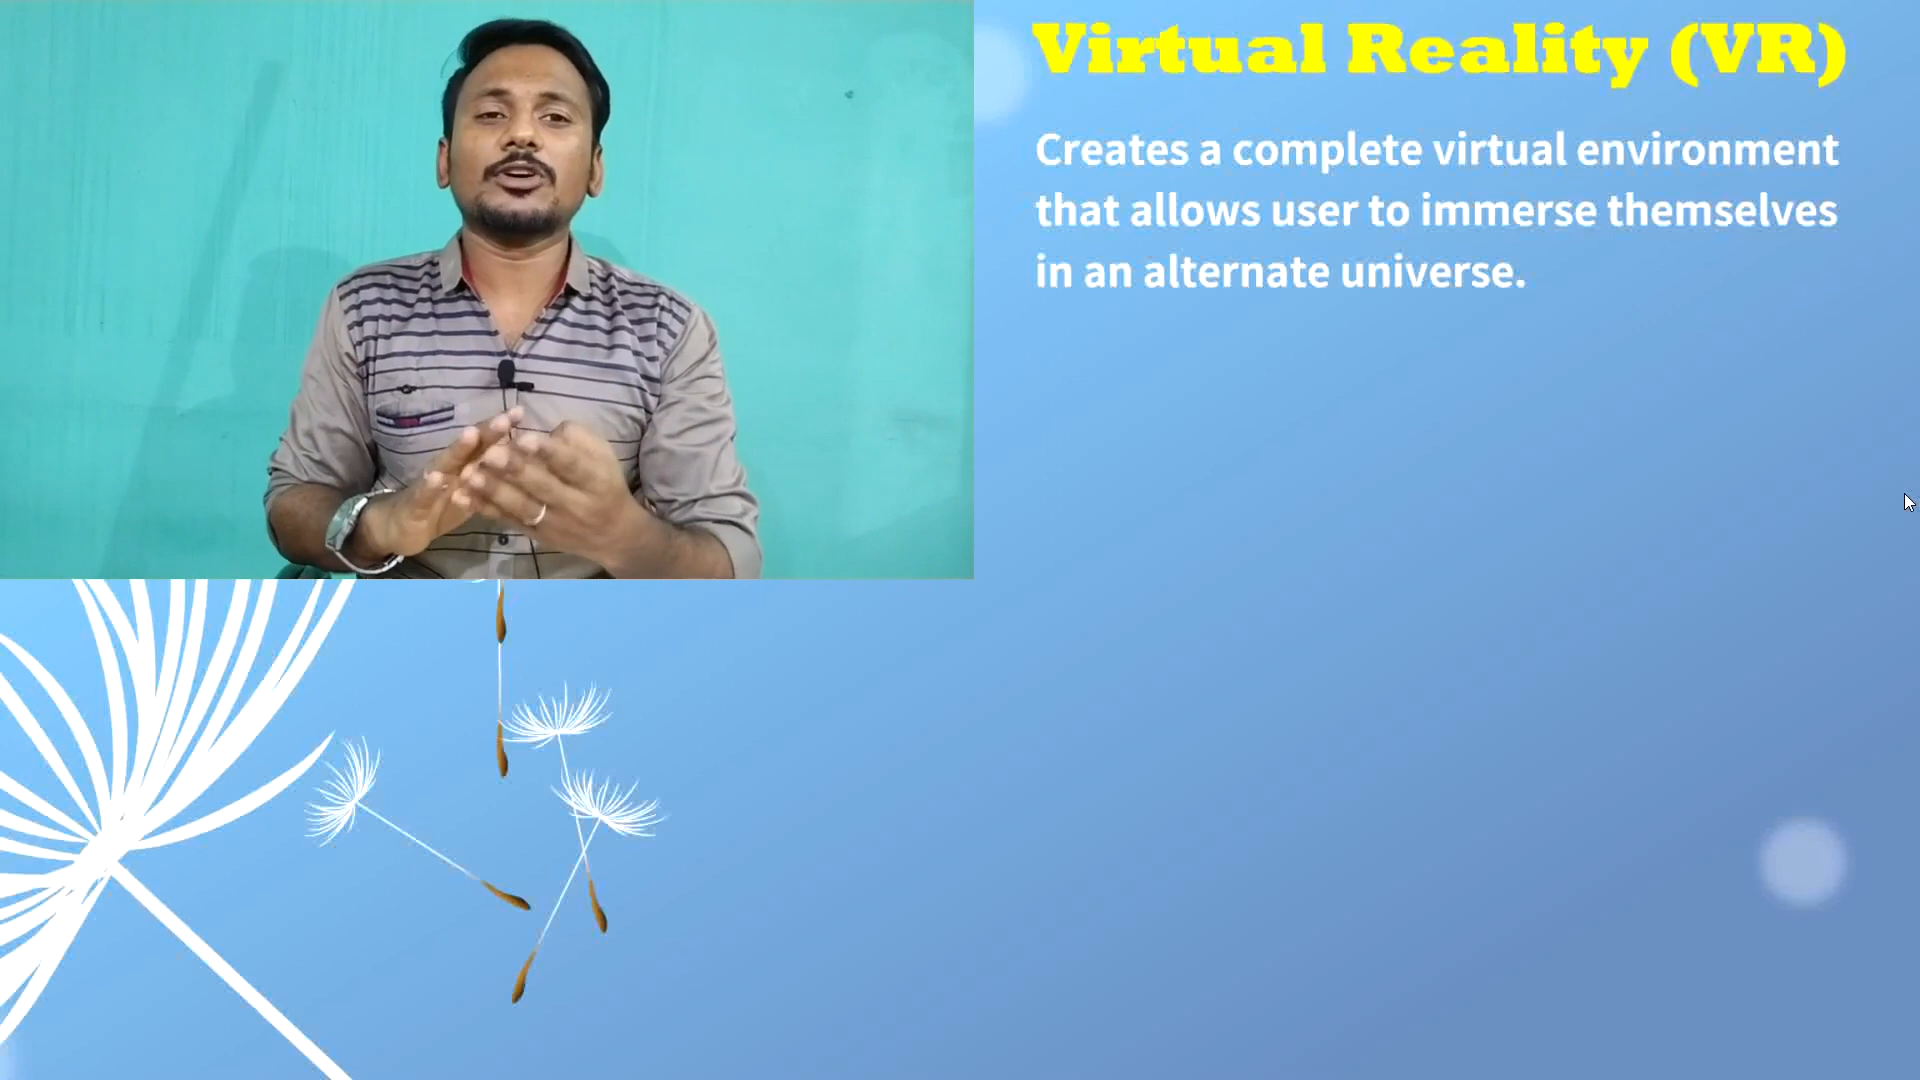 Virtual Reality (VR)
Creates a complete virtual environment
that allows user to immerse themselves
in an alternate universe.